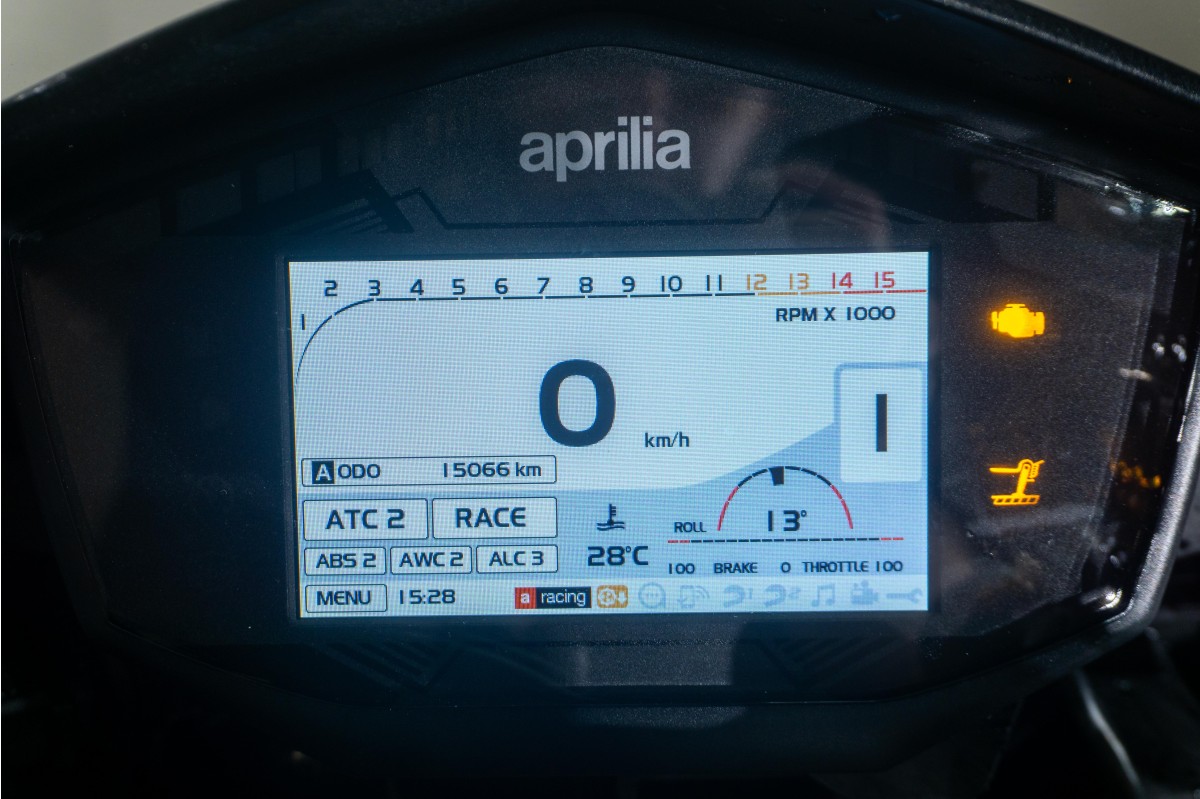 aprilia
1 2 3 4 5 6 7 8 9 10 11 12 13 14 15
RPM X 1000
0 km/h
1
A ODO 15066 km
ATC 2 RACE
ROLL 13°
ABS 2 AWC 2 ALC 3
28°C
100 BRAKE 0 THROTTLE 100
MENU 15:28 a racing